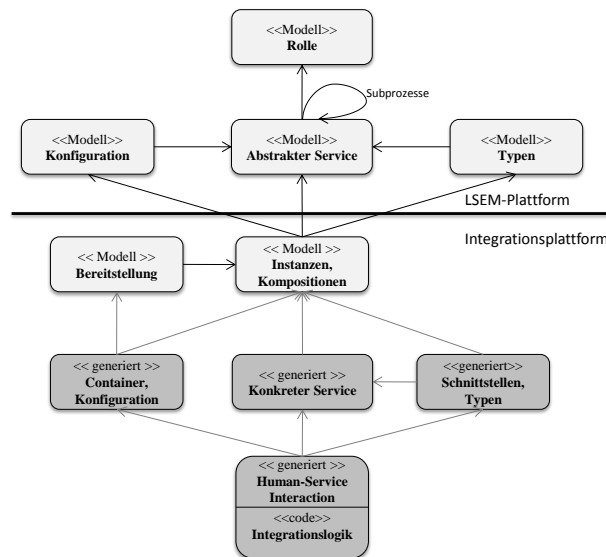 <<Modell>>
Rolle
Subprozesse
<<Modell>>
Konfiguration
<<Modell>>
Abstrakter Service
<<Modell>>
Typen
LSEM-Plattform
Integrationsplattform
<< Modell >>
Bereitstellung
<< Modell >>
Instanzen,
Kompositionen
<< generiert >>
Container,
Konfiguration
<< generiert >>
Konkreter Service
<<generiert>>
Schnittstellen,
Typen
<< generiert >>
Human-Service
Interaction
<<code>>
Integrationslogik